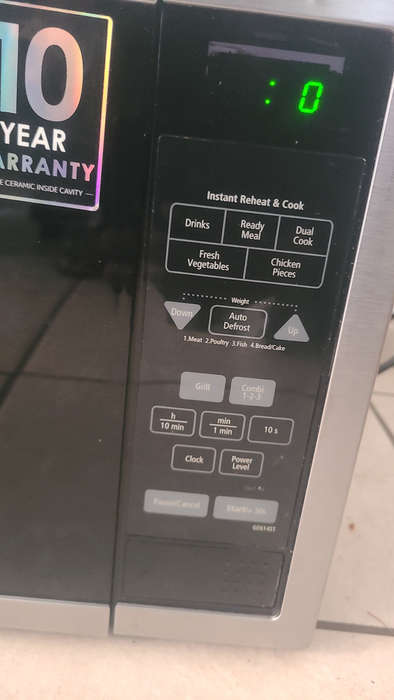 10
YEAR
ARRANTY
E CERAMIC INSIDE CAVITY
: 0
Instant Reheat & Cook
Drinks
Ready
Meal
Dual
Cook
Fresh
Vegetables
Chicken
Pieces
Weight
Down
Auto
Defrost
Up
1.Meat 2.Poultry 3.Fish 4.Bread/Cake
Grill
Combi
1-2-3
h
10 min
min
1 min
10 s
Clock
Power
Level
Pause/Cancel